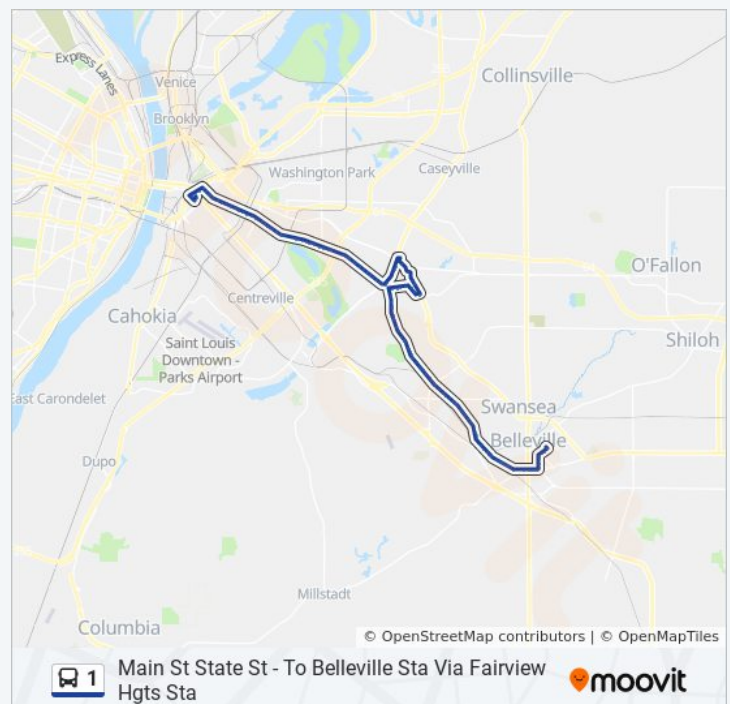 Express Lanes
Venice
Brooklyn
Collinsville
Washington Park
Caseyville
O'Fallon
Centreville
Cahokia
Saint Louis
Downtown -
Parks Airport
Shiloh
East Carondelet
Swansea
Belleville
Dupo
Millstadt
Columbia
© OpenStreetMap contributors | © OpenMapTiles
1
Main St State St - To Belleville Sta Via Fairview
Hgts Sta
moovit